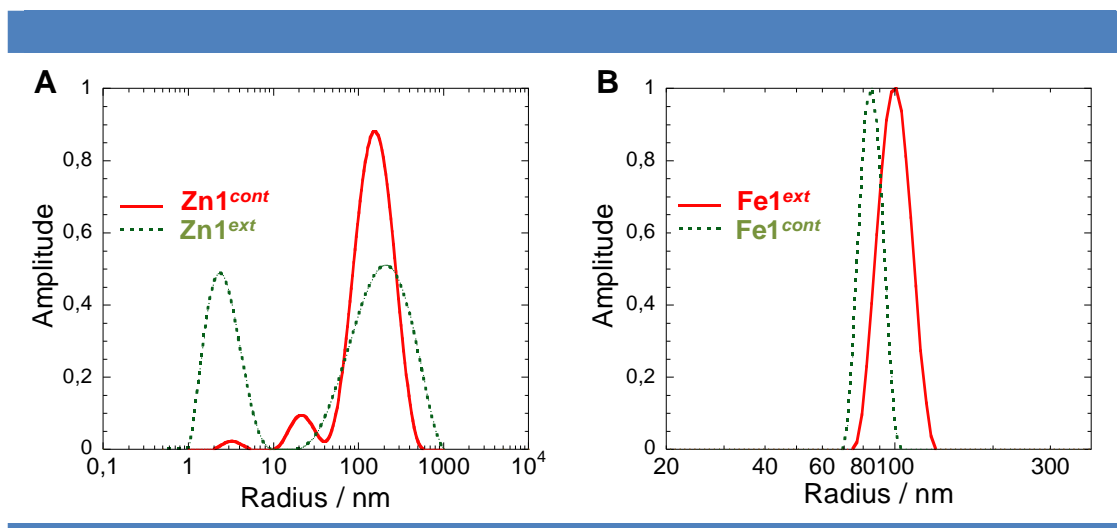 A
B
1
0,8
0,6
0,4
0,2
0
Amplitude
Zn1cont
Zn1ext
0,1 1 10 100 1000 10⁴
Radius / nm
1
0,8
0,6
0,4
0,2
0
Amplitude
Fe1ext
Fe1cont
20 40 60 80 100 300
Radius / nm